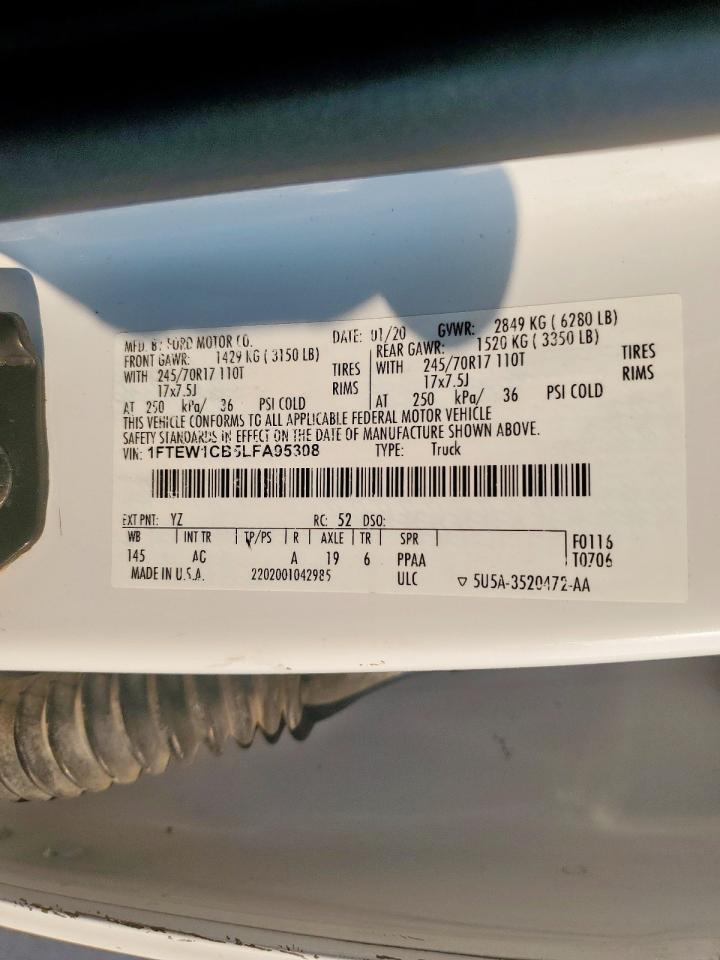 MFD. BY FORD MOTOR CO. DATE: 01/20 GVWR: 2849 KG ( 6280 LB)
FRONT GAWR: 1429 KG ( 3150 LB) REAR GAWR: 1520 KG ( 3350 LB)
WITH 245/70R17 110T TIRES WITH 245/70R17 110T TIRES
17x7.5J RIMS 17x7.5J RIMS
AT 250 kPa/ 36 PSI COLD AT 250 kPa/ 36 PSI COLD
THIS VEHICLE CONFORMS TO ALL APPLICABLE FEDERAL MOTOR VEHICLE
SAFETY STANDARDS IN EFFECT ON THE DATE OF MANUFACTURE SHOWN ABOVE.
VIN: 1FTEW1CB5LFA95308 TYPE: Truck
EXT PNT: YZ RC: 52 DSO:
WB INT TR TP/PS R AXLE TR SPR F0116
145 AG A 19 6 PPAA T0706
MADE IN U.S.A. 2202001042985 ULC ▽ 5U5A-3520472-AA